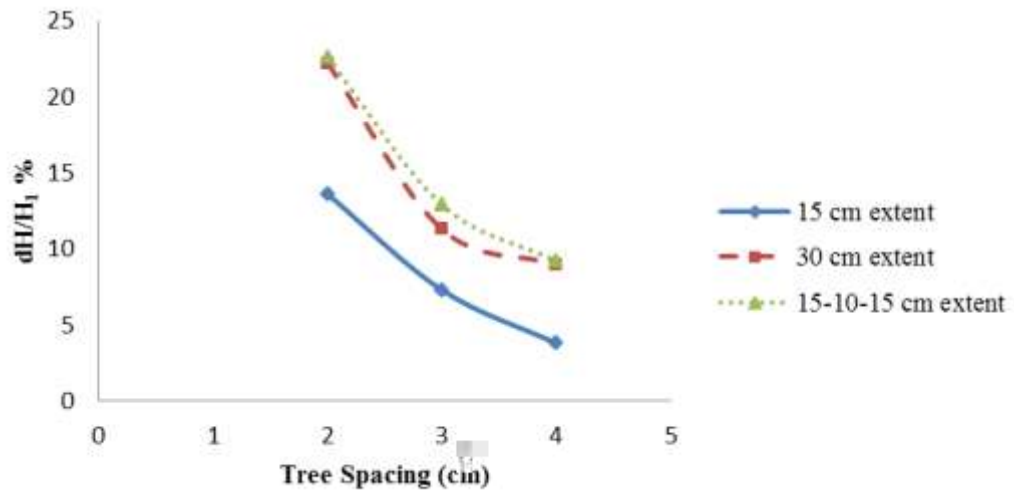 25
20
15
10
5
0
dH/H₁ %
0 1 2 3 4 5
Tree Spacing (cm)
15 cm extent
30 cm extent
15-10-15 cm extent